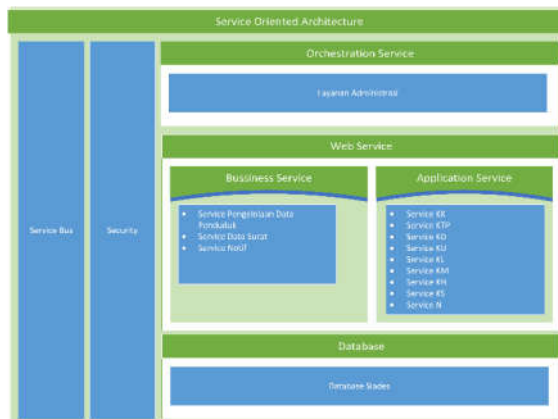 Service Oriented Architecture
Service Bus
Security
Orchestration Service
Layanan Administrasi
Web Service
Bussiness Service
Service Pengelolaan Data
Penduduk
Service Data Surat
Service Notif
Application Service
Service KK
Service KTP
Service KD
Service KU
Service KL
Service KM
Service KH
Service KS
Service N
Database
Database Siades